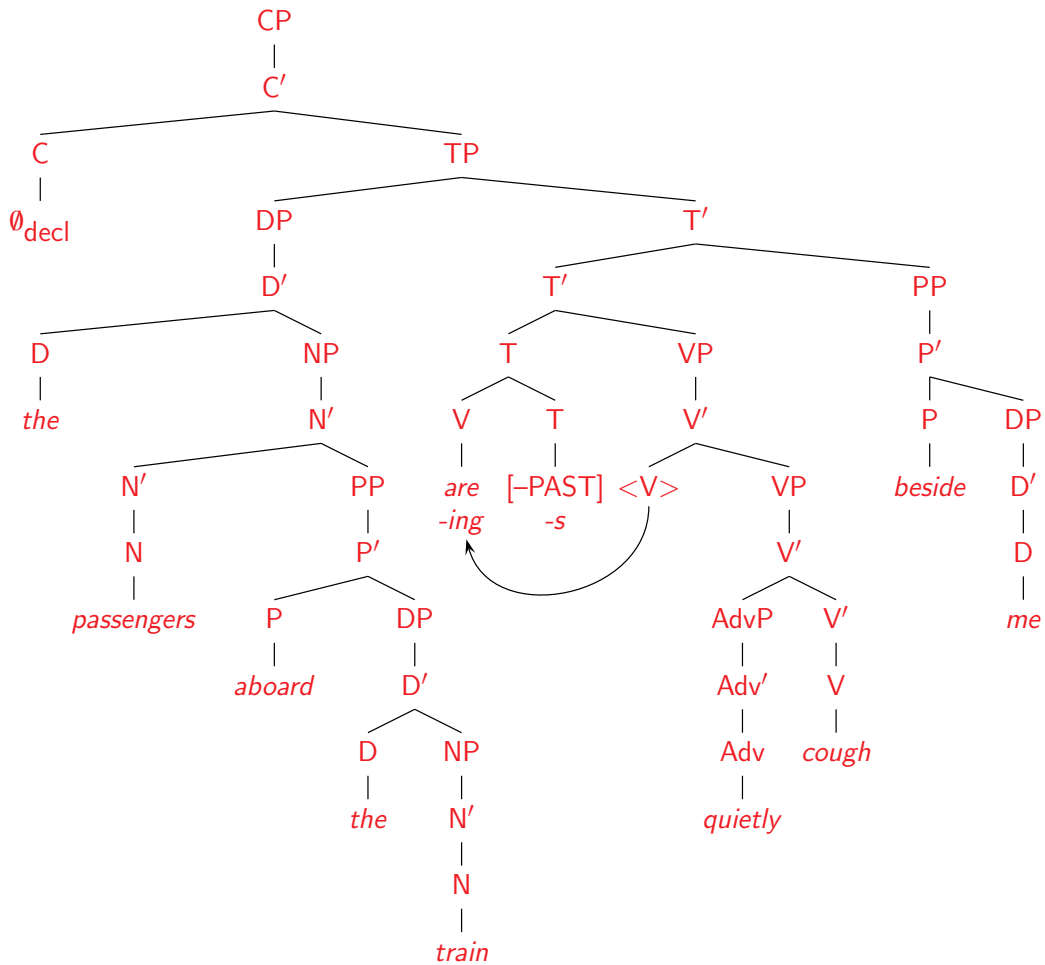 CP
C′
C TP
∅decl DP T′
D′ T′ PP
D NP T VP P′
the N′ V T V′ P DP
N′ PP are [–PAST] <V> VP beside D′
-ing -s
N P′ V′ D
passengers P DP AdvP V′ me
aboard D′ Adv′ V
D NP Adv cough
the N′ quietly
N
train